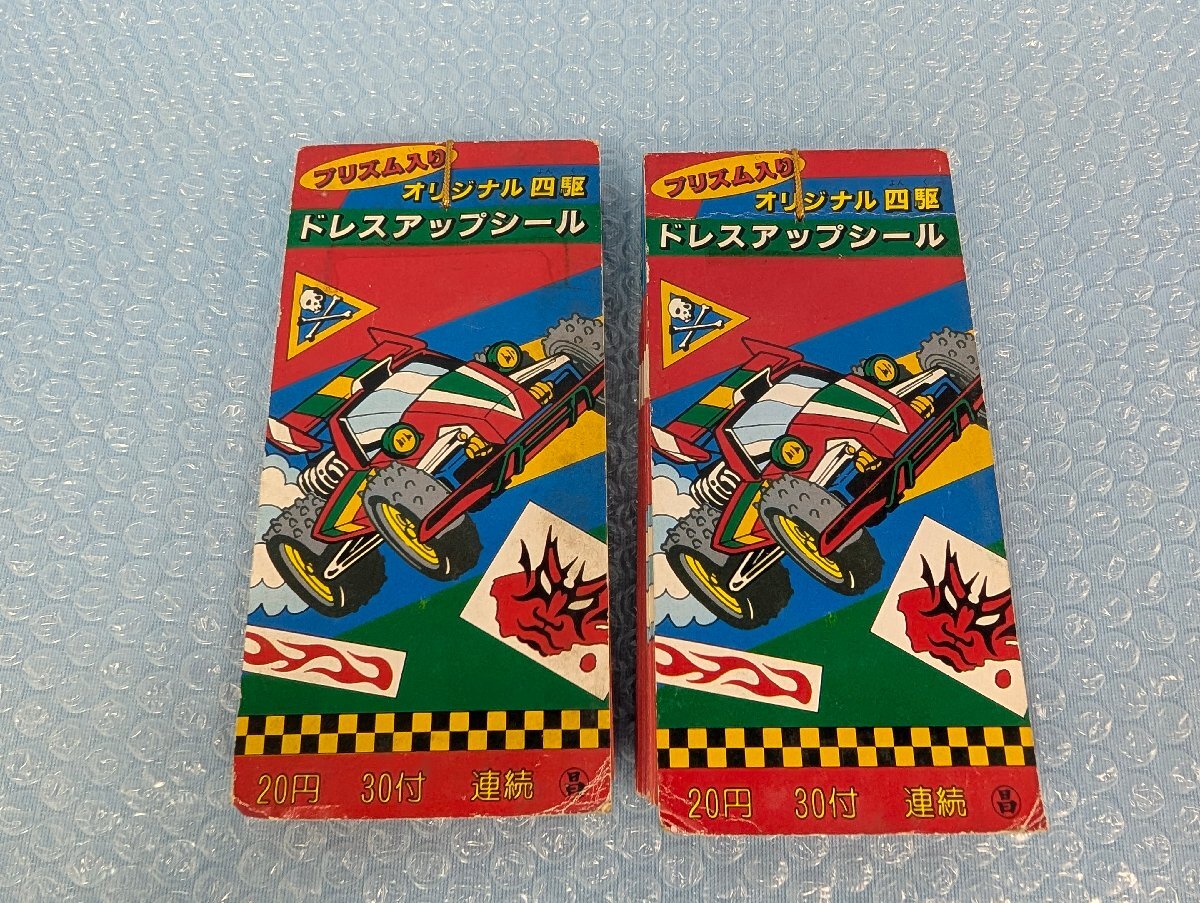 プリズム入り
オリジナル 四駆
ドレスアップシール
20円 30付 連続 昌
プリズム入り
オリジナル 四駆
ドレスアップシール
20円 30付 連続 昌